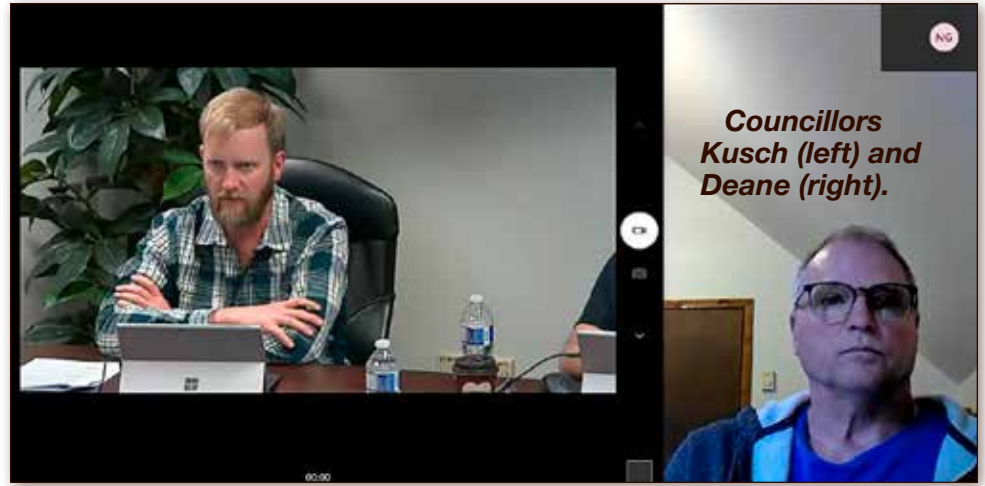 NG
Councillors
Kusch (left) and
Deane (right).
00:00